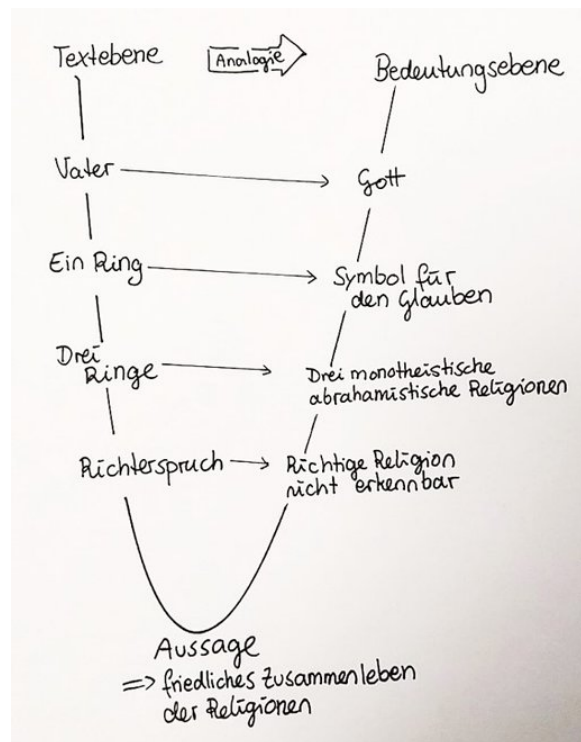 Textebene
Analogie
Bedeutungsebene
Vater
Gott
Ein Ring
Symbol für
den Glauben
Drei
Ringe
Drei monotheistische
abrahamistische Religionen
Richterspruch
Richtige Religion
nicht erkennbar
Aussage
=> friedliches Zusammenleben
der Religionen